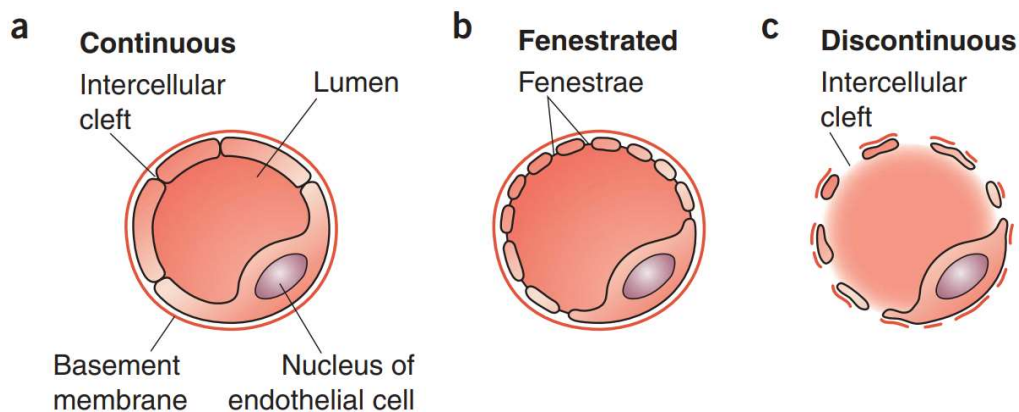 a
Continuous
Intercellular
cleft
Lumen
Basement
membrane
Nucleus of
endothelial cell
b
Fenestrated
Fenestrae
c
Discontinuous
Intercellular
cleft